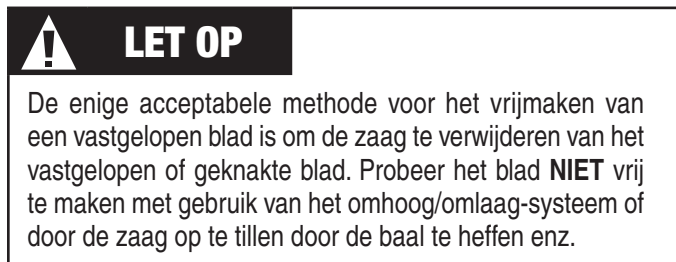 LET OP
De enige acceptabele methode voor het vrijmaken van
een vastgelopen blad is om de zaag te verwijderen van het
vastgelopen of geknakte blad. Probeer het blad NIET vrij
te maken met gebruik van het omhoog/omlaag-systeem of
door de zaag op te tillen door de baal te heffen enz.